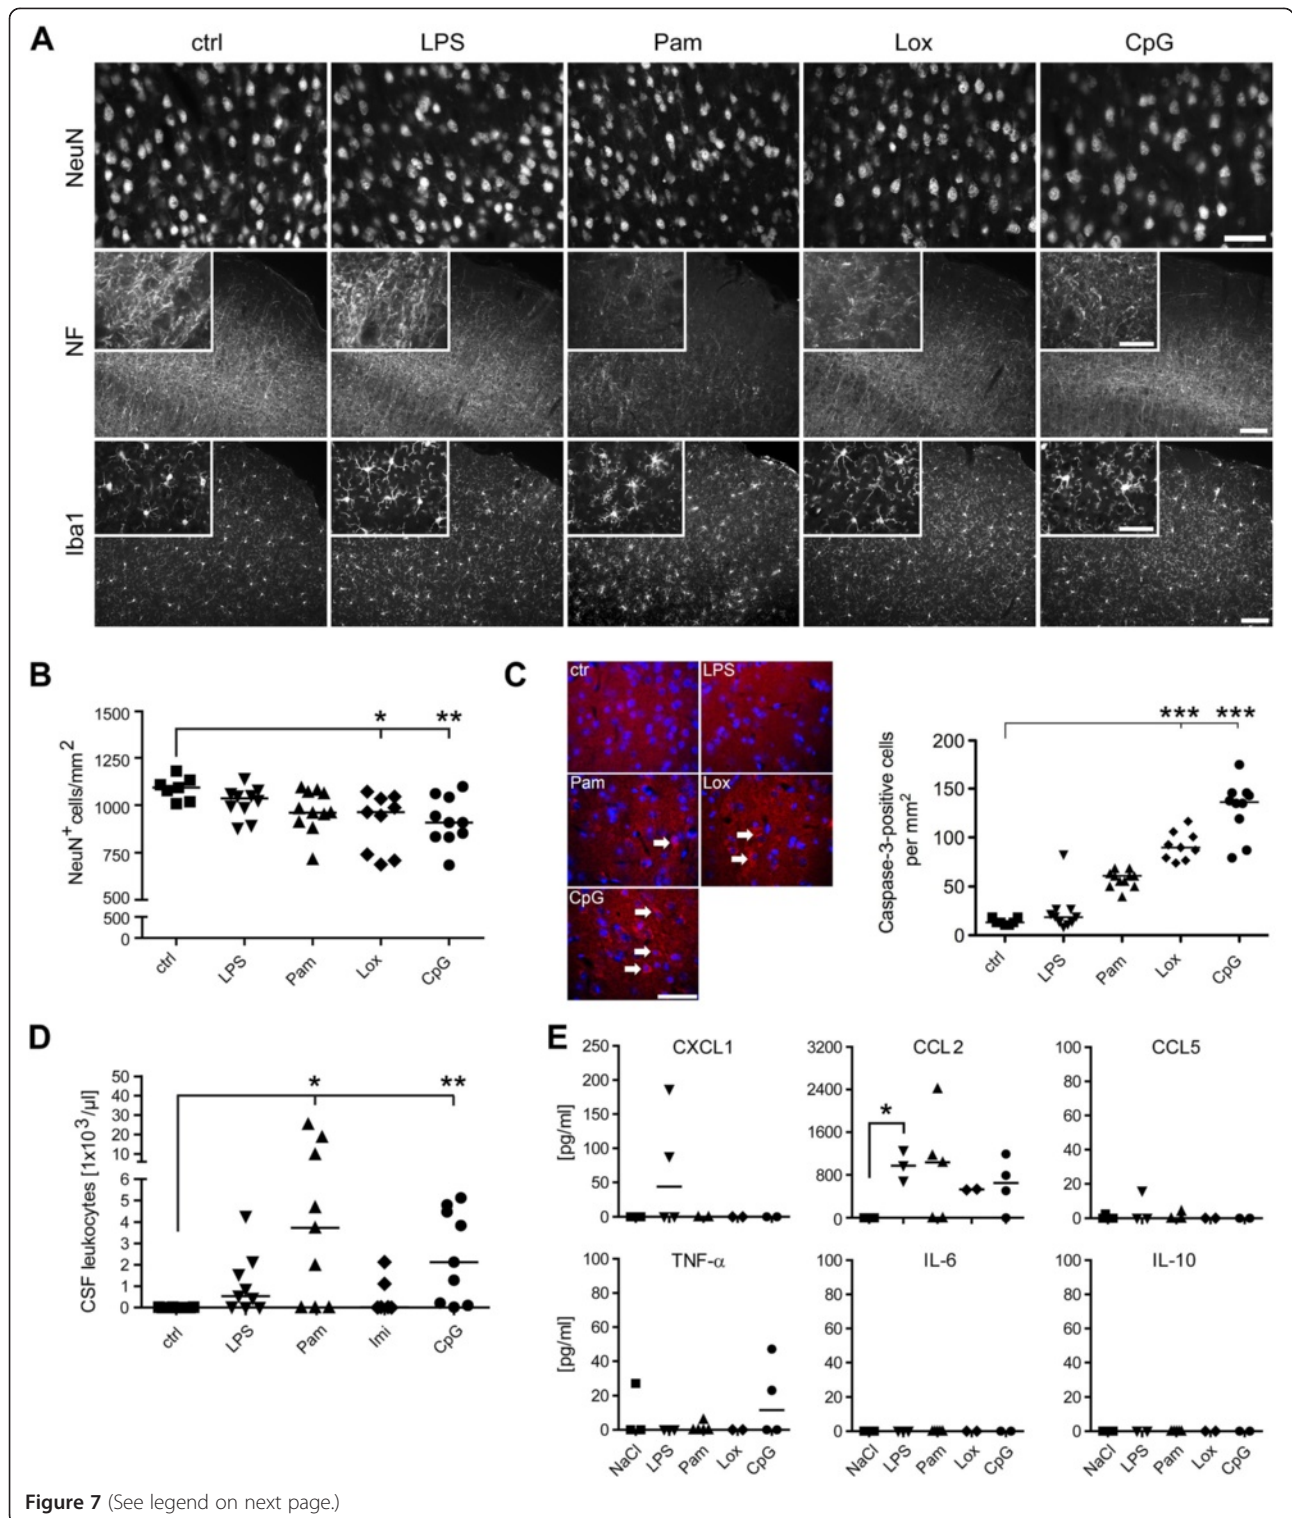 A
ctrl LPS Pam Lox CpG
NeuN
NF
Iba1
B
NeuN+ cells/mm2
1500
1250
1000
750
500
500
0
* **
ctrl LPS Pam Lox CpG
C
ctr LPS
Pam Lox
CpG
Caspase-3-positive cells
per mm2
200
150
100
50
0
*** ***
ctrl LPS Pam Lox CpG
D
CSF leukocytes [1x103/µl]
50
40
30
20
10
6
5
4
3
2
1
0
* **
ctrl LPS Pam Imi CpG
E
CXCL1
[pg/ml]
250
200
150
100
50
0
CCL2
3200
2400
1600
800
0
*
CCL5
100
80
60
40
20
0
TNF-α
[pg/ml]
100
80
60
40
20
0
NaCl LPS Pam Lox CpG
IL-6
100
80
60
40
20
0
NaCl LPS Pam Lox CpG
IL-10
100
80
60
40
20
0
NaCl LPS Pam Lox CpG
Figure 7 (See legend on next page.)